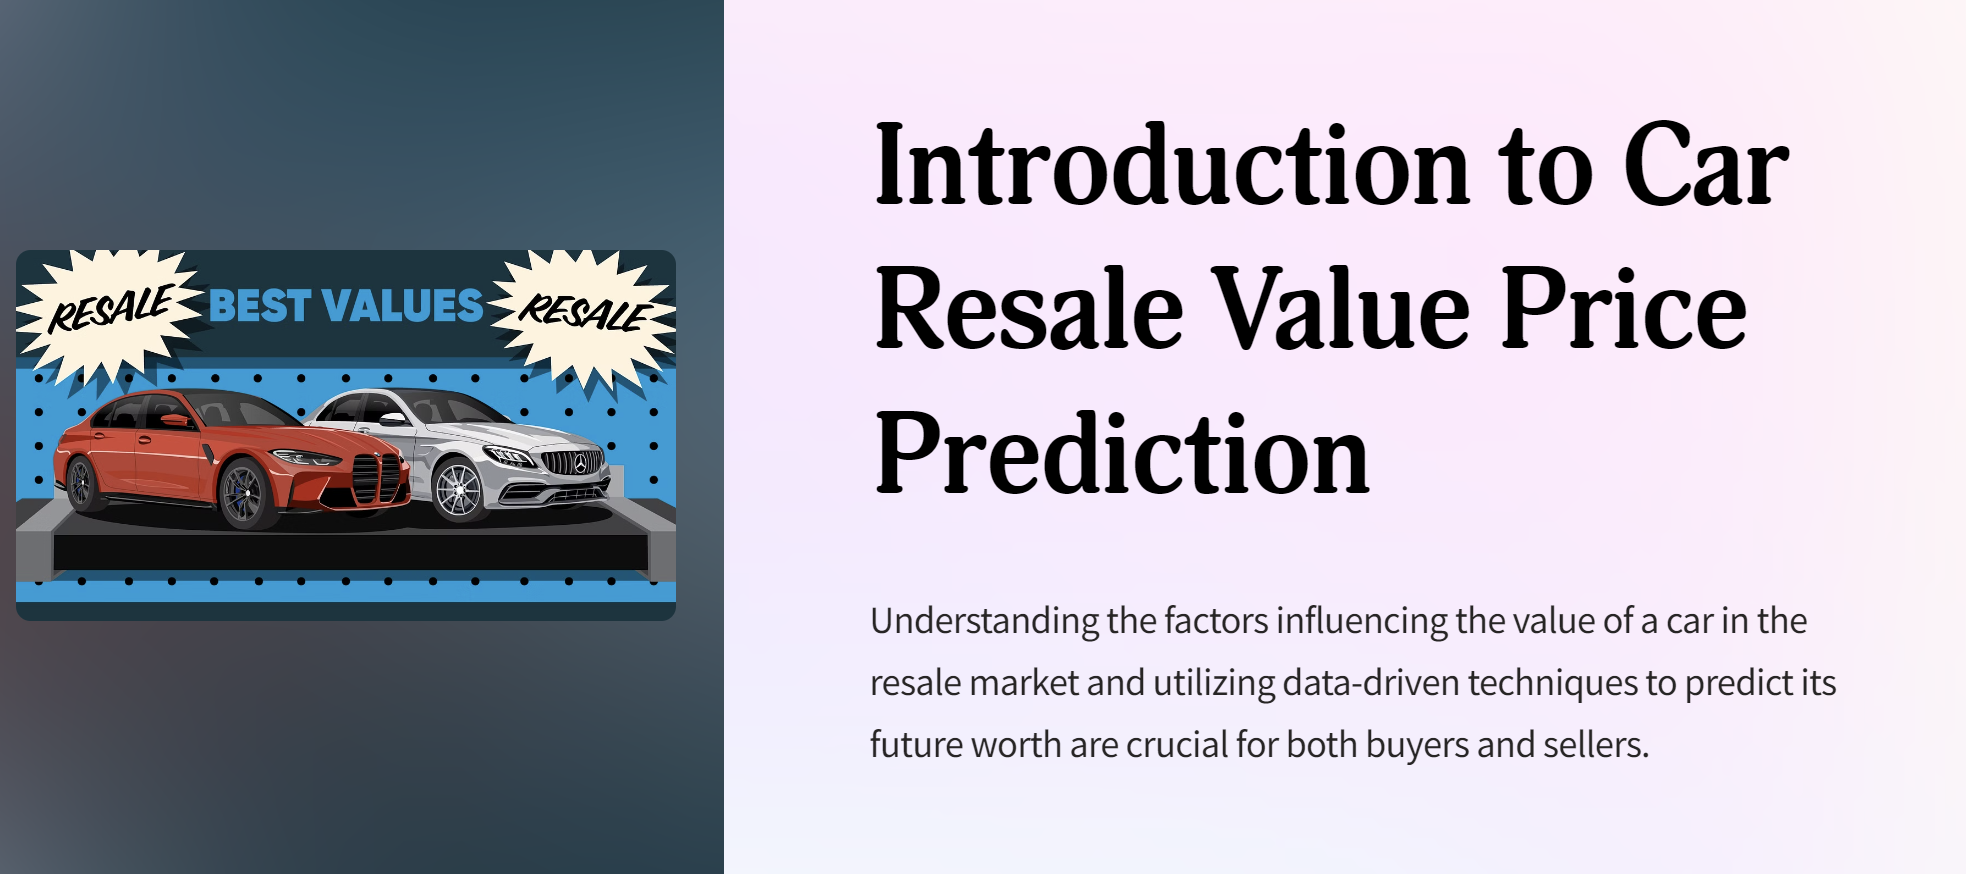 RESALE
BEST VALUES
RESALE
Introduction to Car
Resale Value Price
Prediction
Understanding the factors influencing the value of a car in the
resale market and utilizing data-driven techniques to predict its
future worth are crucial for both buyers and sellers.